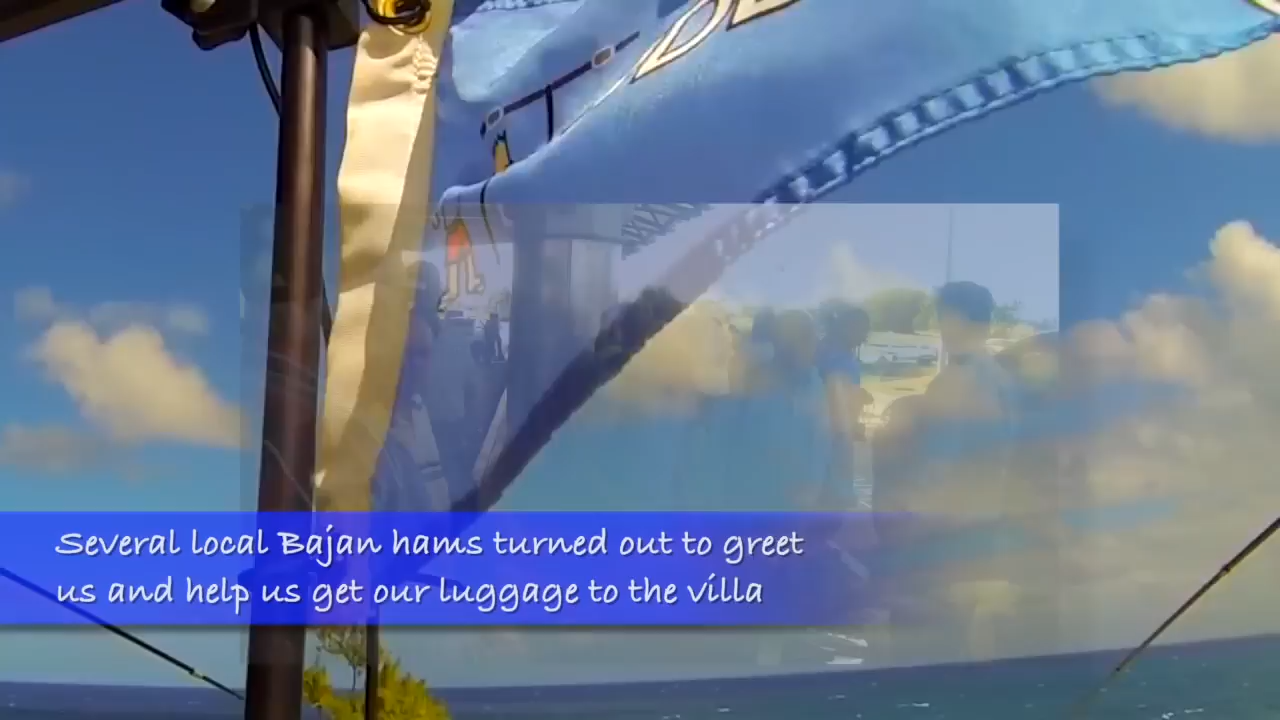 Several local Bajan hams turned out to greet
us and help us get our luggage to the villa